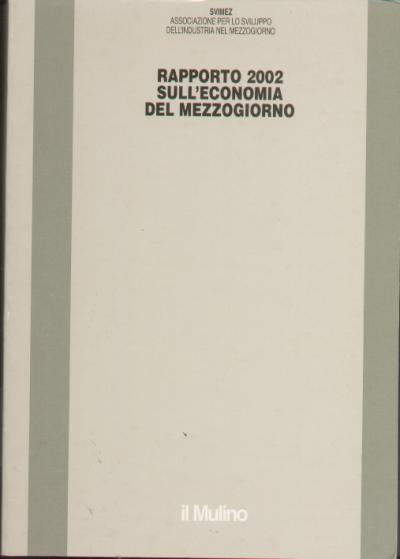 SVIMEZ
ASSOCIAZIONE PER LO SVILUPPO
DELL'INDUSTRIA NEL MEZZOGIORNO
RAPPORTO 2002
SULL'ECONOMIA
DEL MEZZOGIORNO
il Mulino